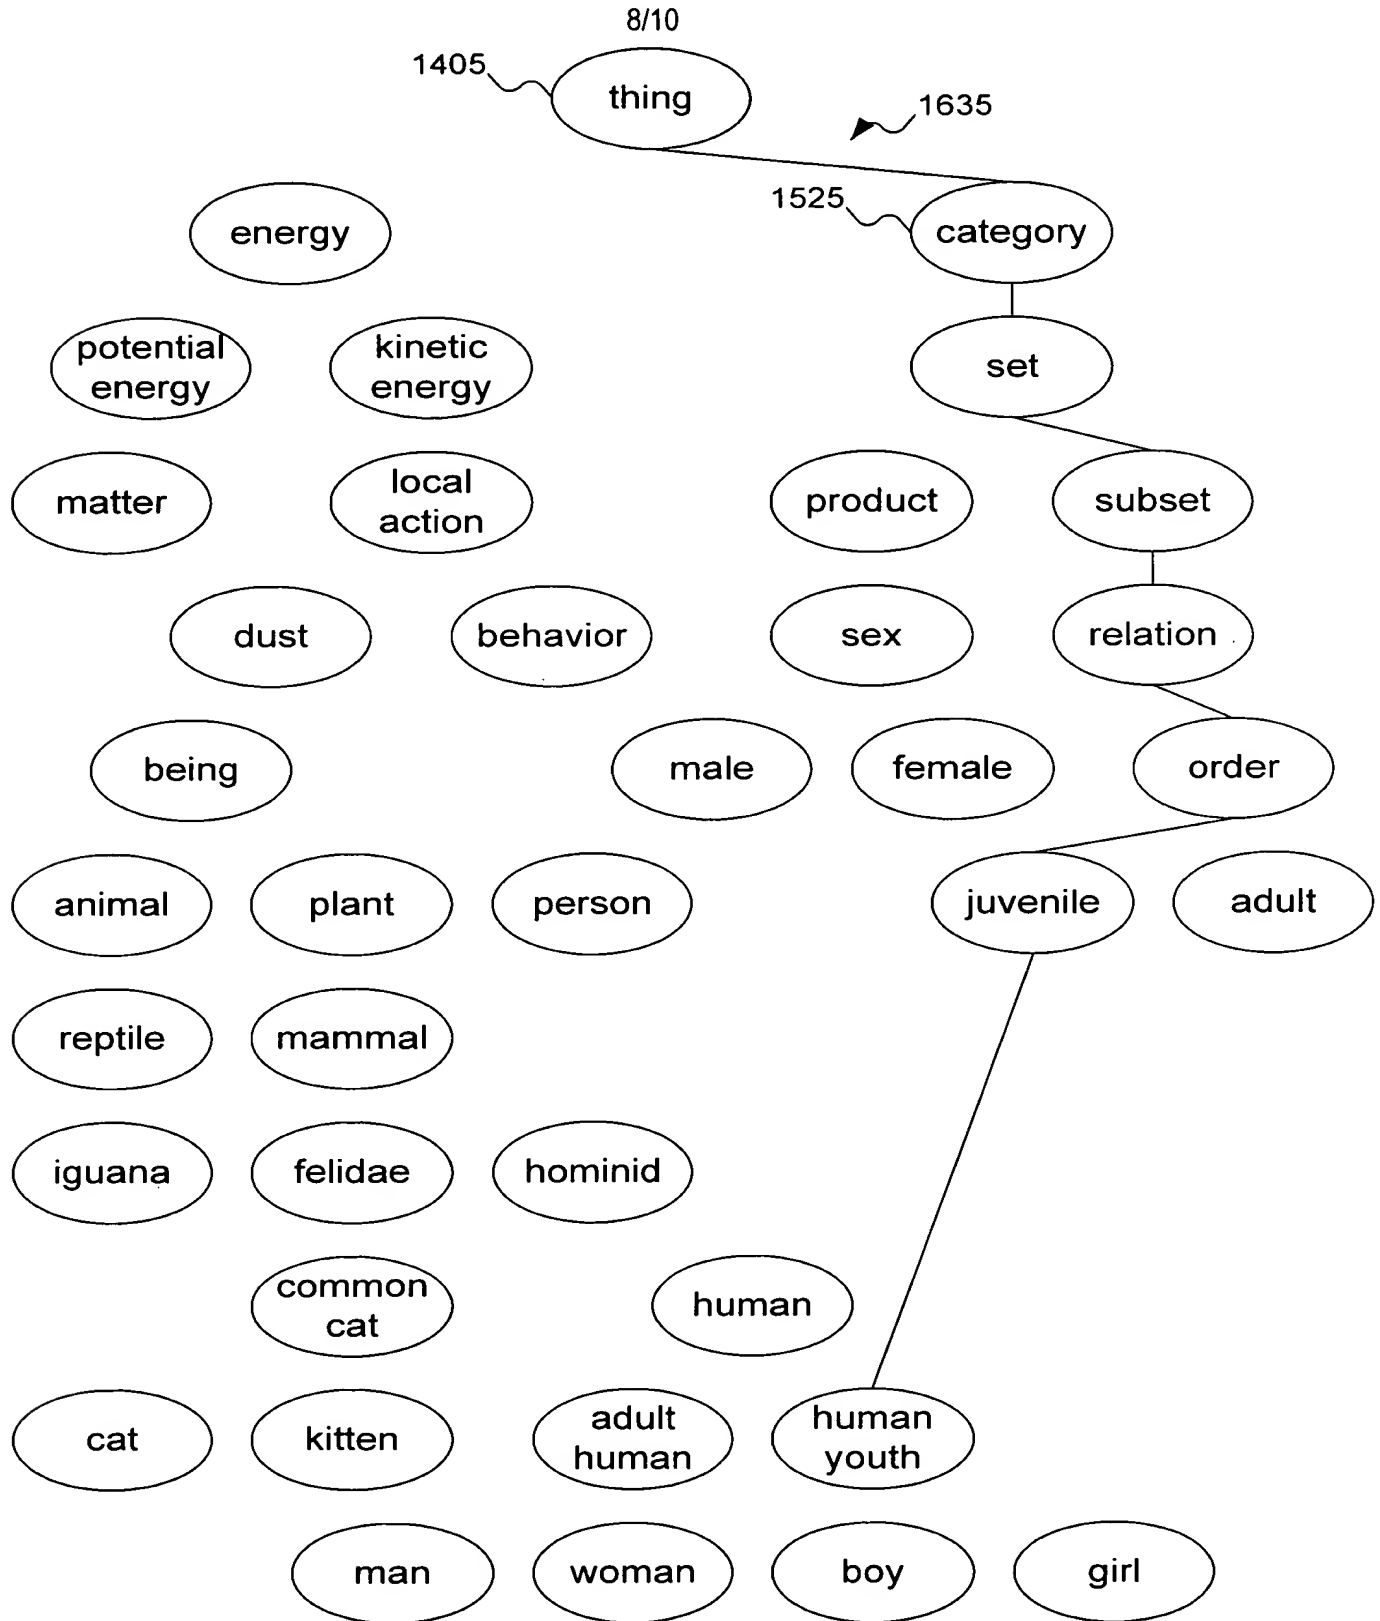 8/10
1405
thing
1635
1525
energy
category
potential
energy
kinetic
energy
set
matter
local
action
product
subset
dust
behavior
sex
relation
being
male
female
order
animal
plant
person
juvenile
adult
reptile
mammal
iguana
felidae
hominid
common
cat
human
cat
kitten
adult
human
human
youth
man
woman
boy
girl